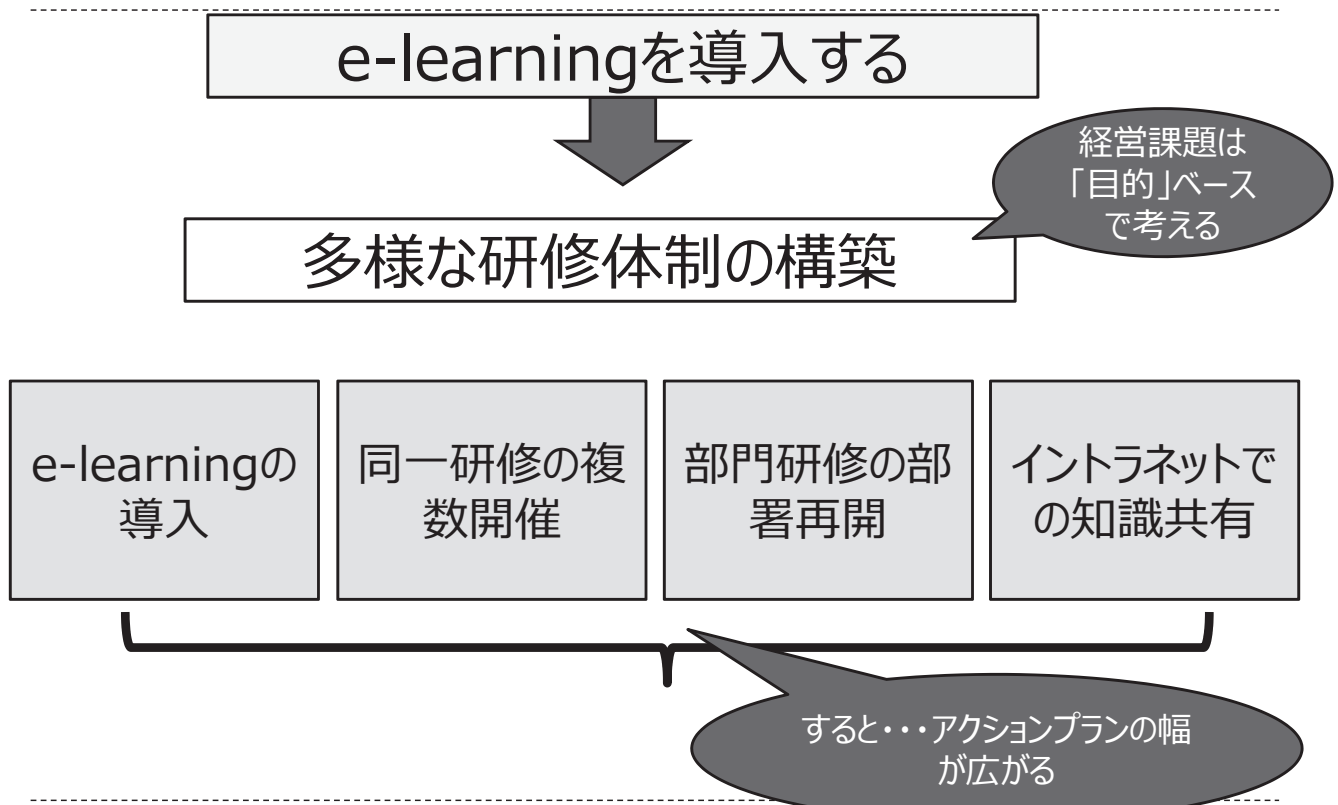 e-learningを導入する
経営課題は
「目的」ベース
で考える
多様な研修体制の構築
e-learningの
導入
同一研修の複
数開催
部門研修の部
署再開
イントラネットで
の知識共有
すると・・・アクションプランの幅
が広がる